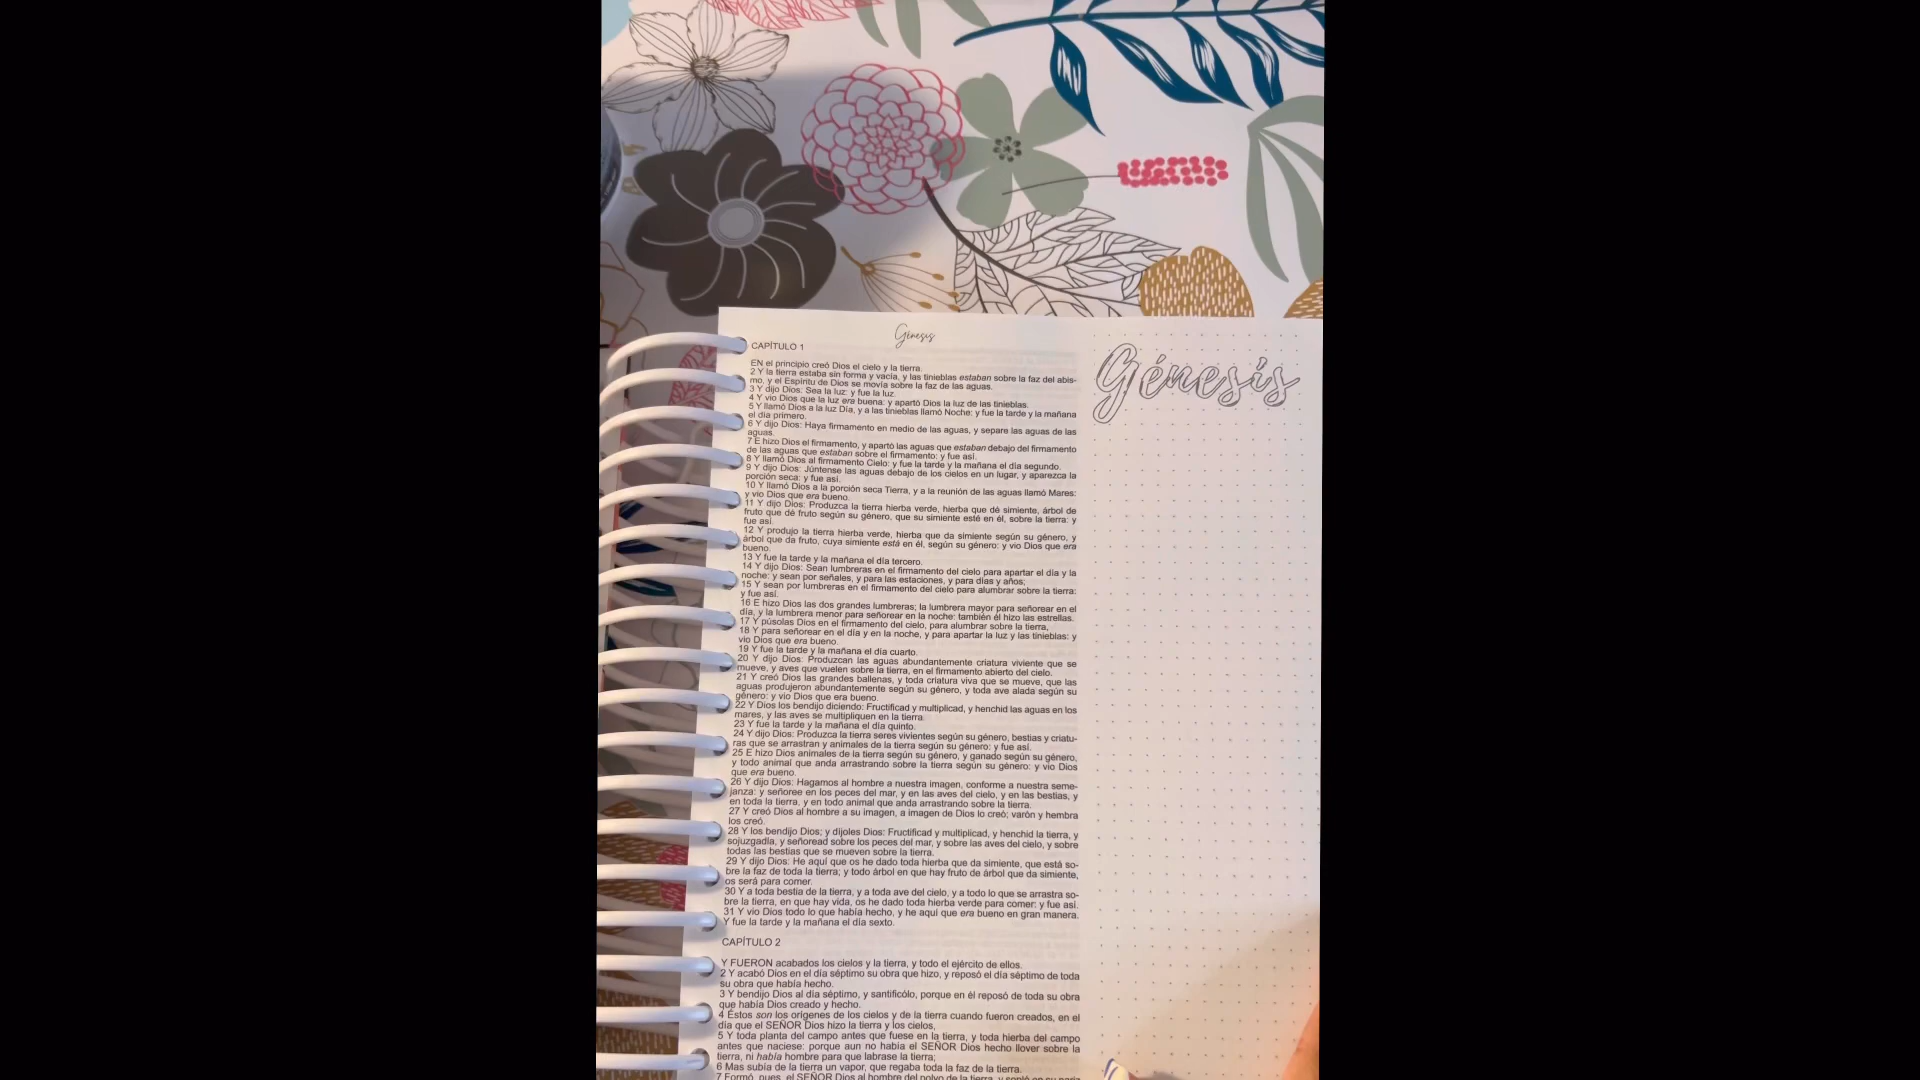 Génesis
CAPÍTULO 1
EN el principio creó Dios el cielo y la tierra.
2 Y la tierra estaba sin forma y vacía, y las tinieblas estaban sobre la faz del abis-
mo, y el Espíritu de Dios se movía sobre la faz de las aguas.
3 Y dijo Dios: Sea la luz: y fue la luz.
4 Y vio Dios que la luz era buena: y apartó Dios la luz de las tinieblas.
5 Y llamó Dios a la luz Día, y a las tinieblas llamó Noche: y fue la tarde y la mañana
el día primero.
6 Y dijo Dios: Haya firmamento en medio de las aguas, y separe las aguas de las
aguas.
7 E hizo Dios el firmamento, y apartó las aguas que estaban debajo del firmamento
de las aguas que estaban sobre el firmamento: y fue así.
8 Y llamó Dios al firmamento Cielo: y fue la tarde y la mañana el día segundo.
9 Y dijo Dios: Júntense las aguas debajo de los cielos en un lugar, y aparezca la
porción seca: y fue así.
10 Y llamó Dios a la porción seca Tierra, y a la reunión de las aguas llamó Mares:
y vio Dios que era bueno.
11 Y dijo Dios: Produzca la tierra hierba verde, hierba que dé simiente, árbol de
fruto que dé fruto según su género, que su simiente esté en él, sobre la tierra: y
fue así.
12 Y produjo la tierra hierba verde, hierba que da simiente según su género, y
árbol que da fruto, cuya simiente está en él, según su género: y vio Dios que era
bueno.
13 Y fue la tarde y la mañana el día tercero.
14 Y dijo Dios: Sean lumbreras en el firmamento del cielo para apartar el día y la
noche: y sean por señales, y para las estaciones, y para días y años;
15 Y sean por lumbreras en el firmamento del cielo para alumbrar sobre la tierra:
y fue así.
16 E hizo Dios las dos grandes lumbreras; la lumbrera mayor para señorear en el
día, y la lumbrera menor para señorear en la noche: también él hizo las estrellas.
17 Y púsolas Dios en el firmamento del cielo, para alumbrar sobre la tierra,
18 Y para señorear en el día y en la noche, y para apartar la luz y las tinieblas: y
vio Dios que era bueno.
19 Y fue la tarde y la mañana el día cuarto.
20 Y dijo Dios: Produzcan las aguas abundantemente criatura viviente que se
mueve, y aves que vuelen sobre la tierra, en el firmamento abierto del cielo.
21 Y creó Dios las grandes ballenas, y toda criatura viva que se mueve, que las
aguas produjeron abundantemente según su género, y toda ave alada según su
género: y vio Dios que era bueno.
22 Y Dios los bendijo diciendo: Fructificad y multiplicad, y henchid las aguas en los
mares, y las aves se multipliquen en la tierra.
23 Y fue la tarde y la mañana el día quinto.
24 Y dijo Dios: Produzca la tierra seres vivientes según su género, bestias y criatu-
ras que se arrastran y animales de la tierra según su género: y fue así.
25 E hizo Dios animales de la tierra según su género, y ganado según su género,
y todo animal que anda arrastrando sobre la tierra según su género: y vio Dios
que era bueno.
26 Y dijo Dios: Hagamos al hombre a nuestra imagen, conforme a nuestra seme-
janza: y señoree en los peces del mar, y en las aves del cielo, y en las bestias, y
en toda la tierra, y en todo animal que anda arrastrando sobre la tierra.
27 Y creó Dios al hombre a su imagen, a imagen de Dios lo creó; varón y hembra
los creó.
28 Y los bendijo Dios; y díjoles Dios: Fructificad y multiplicad, y henchid la tierra, y
sojuzgadla, y señoread sobre los peces del mar, y sobre las aves del cielo, y sobre
todas las bestias que se mueven sobre la tierra.
29 Y dijo Dios: He aquí que os he dado toda hierba que da simiente, que está so-
bre la faz de toda la tierra; y todo árbol en que hay fruto de árbol que da simiente,
os será para comer.
30 Y a toda bestia de la tierra, y a toda ave del cielo, y a todo lo que se arrastra so-
bre la tierra, en que hay vida, os he dado toda hierba verde para comer: y fue así.
31 Y vio Dios todo lo que había hecho, y he aquí que era bueno en gran manera.
Y fue la tarde y la mañana el día sexto.
CAPÍTULO 2
Y FUERON acabados los cielos y la tierra, y todo el ejército de ellos.
2 Y acabó Dios en el día séptimo su obra que hizo, y reposó el día séptimo de toda
su obra que había hecho.
3 Y bendijo Dios al día séptimo, y santificólo, porque en él reposó de toda su obra
que había Dios creado y hecho.
4 Éstos son los orígenes de los cielos y de la tierra cuando fueron creados, en el
día que el SEÑOR Dios hizo la tierra y los cielos,
5 Y toda planta del campo antes que fuese en la tierra, y toda hierba del campo
antes que naciese: porque aun no había el SEÑOR Dios hecho llover sobre la
tierra, ni había hombre para que labrase la tierra;
6 Mas subía de la tierra un vapor, que regaba toda la faz de la tierra.
7 Formó, pues, el SEÑOR Dios al hombre del polvo de la tierra, y sopló en su nariz
Génesis